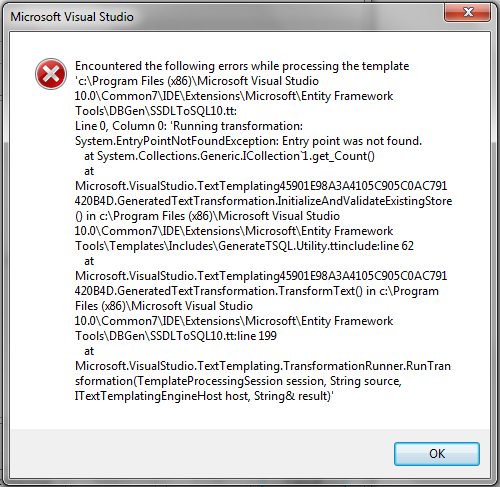 Microsoft Visual Studio
Encountered the following errors while processing the template
'c:\Program Files (x86)\Microsoft Visual Studio
10.0\Common7\IDE\Extensions\Microsoft\Entity Framework
Tools\DBGen\SSDLToSQL10.tt:
Line 0, Column 0: 'Running transformation:
System.EntryPointNotFoundException: Entry point was not found.
at System.Collections.Generic.ICollection`1.get_Count()
at
Microsoft.VisualStudio.TextTemplating45901E98A3A4105C905C0AC791
420B4D.GeneratedTextTransformation.InitializeAndValidateExistingStore
() in c:\Program Files (x86)\Microsoft Visual Studio
10.0\Common7\IDE\Extensions\Microsoft\Entity Framework
Tools\Templates\Includes\GenerateTSQL.Utility.ttinclude:line 62
at
Microsoft.VisualStudio.TextTemplating45901E98A3A4105C905C0AC791
420B4D.GeneratedTextTransformation.TransformText() in c:\Program
Files (x86)\Microsoft Visual Studio
10.0\Common7\IDE\Extensions\Microsoft\Entity Framework
Tools\DBGen\SSDLToSQL10.tt:line 199
at
Microsoft.VisualStudio.TextTemplating.TransformationRunner.RunTran
sformation(TemplateProcessingSession session, String source,
ITextTemplatingEngineHost host, String& result)'
OK